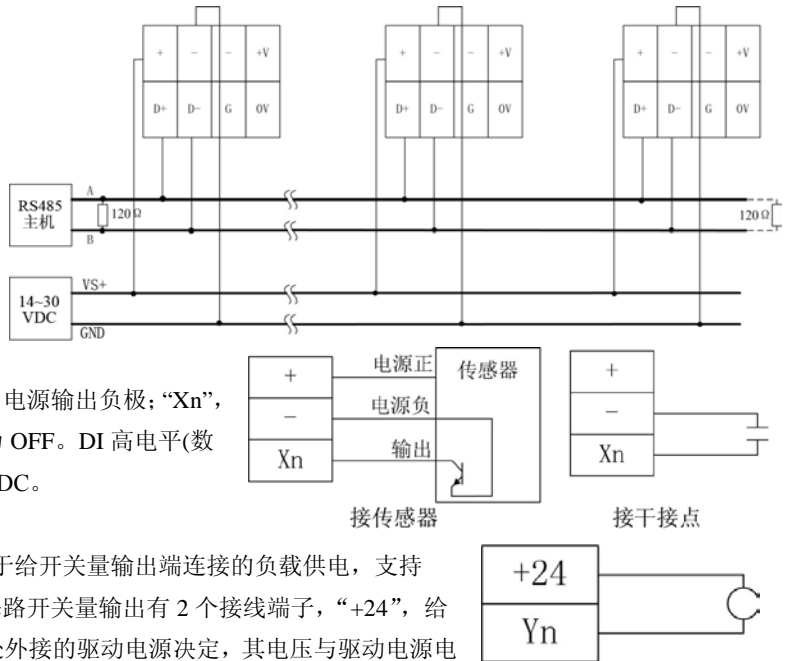 + - - +V + - - +V + - - +V
D+ D- G 0V D+ D- G 0V D+ D- G 0V
A
RS485
主机
120Ω
120Ω
B
VS+
14~30
VDC
GND
+
-
Xn
电源正
电源负
输出
传感器
接传感器
+
-
Xn
接干接点
电源输出负极；“Xn”，
OFF。DI 高电平(数
DC。
于给开关量输出端连接的负载供电，支持
路开关量输出有 2 个接线端子，“+24”，给
外接的驱动电源决定，其电压与驱动电源电
+24
Yn